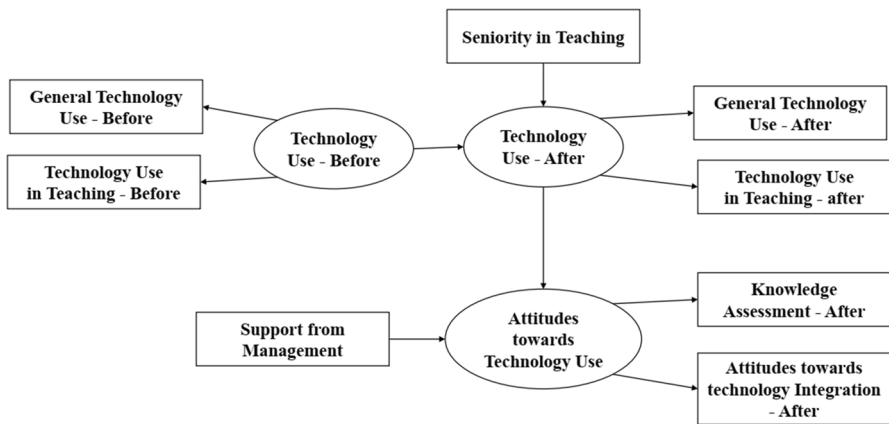 Seniority in Teaching
General Technology
Use - Before
Technology
Use - Before
Technology
Use - After
General Technology
Use - After
Technology Use
in Teaching - Before
Technology Use
in Teaching - after
Support from
Management
Attitudes
towards
Technology Use
Knowledge
Assessment - After
Attitudes towards
technology Integration
- After